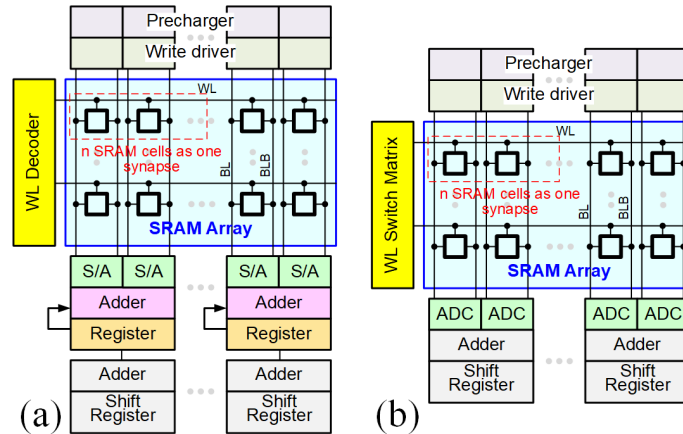 Precharger
Write driver
WL Decoder
WL
n SRAM cells as one
synapse
BL
BLB
SRAM Array
S/A
S/A
S/A
S/A
Adder
Adder
Register
Register
Adder
Adder
Shift
Register
Shift
Register
(a)
Precharger
Write driver
WL Switch Matrix
WL
n SRAM cells as one
synapse
BL
BLB
SRAM Array
ADC
ADC
ADC
ADC
Adder
Adder
Shift
Register
Shift
Register
(b)